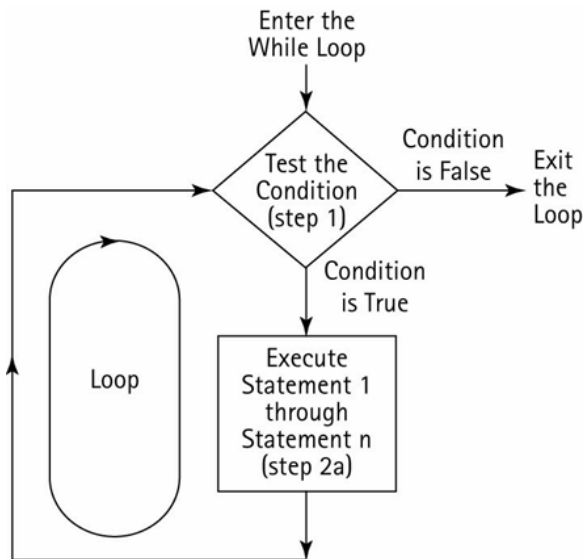 Enter the
While Loop
Test the
Condition
(step 1)
Condition
is False
Exit
the
Loop
Condition
is True
Loop
Execute
Statement 1
through
Statement n
(step 2a)